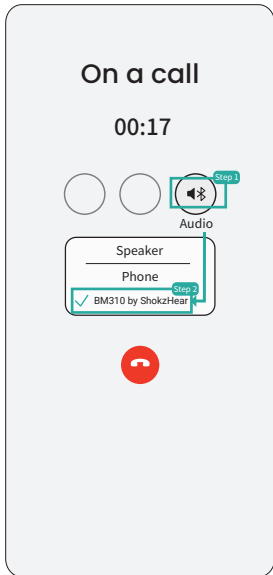 On a call
00:17
Step 1
Audio
Speaker
Phone
Step 2
BM310 by ShokzHear